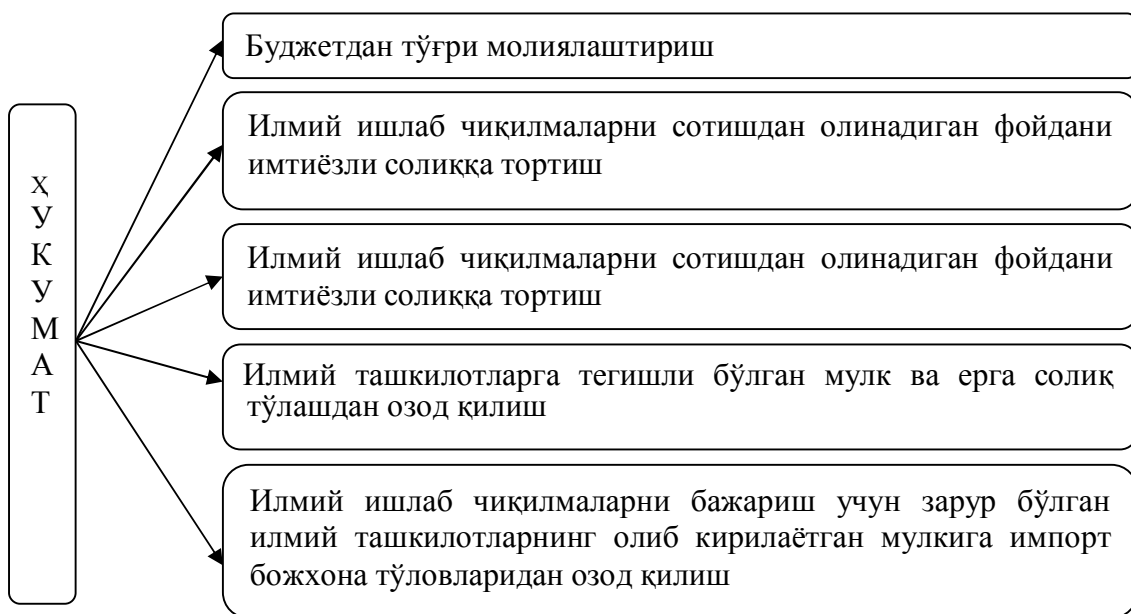 Буджетдан тўғри молиялаштириш
Илмий ишлаб чиқилмаларни сотишдан олинадиган фойдани
имтиёзли солиққа тортиш
ҲУКУМАТ
Илмий ишлаб чиқилмаларни сотишдан олинадиган фойдани
имтиёзли солиққа тортиш
Илмий ташкилотларга тегишли бўлган мулк ва ерга солиқ
тўлашдан озод қилиш
Илмий ишлаб чиқилмаларни бажариш учун зарур бўлган
илмий ташкилотларнинг олиб кирилаётган мулкига импорт
божхона тўловларидан озод қилиш